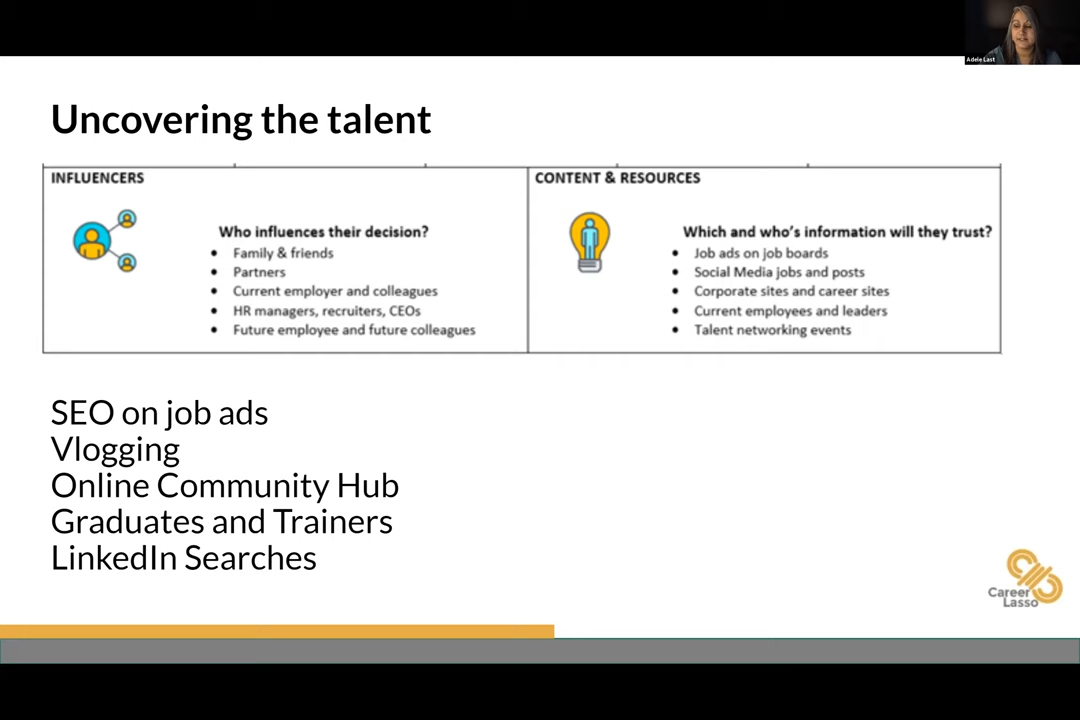 Adele Last
Uncovering the talent
INFLUENCERS
Who influences their decision?
• Family & friends
• Partners
• Current employer and colleagues
• HR managers, recruiters, CEOs
• Future employee and future colleagues
CONTENT & RESOURCES
Which and who's information will they trust?
• Job ads on job boards
• Social Media jobs and posts
• Corporate sites and career sites
• Current employees and leaders
• Talent networking events
SEO on job ads
Vlogging
Online Community Hub
Graduates and Trainers
LinkedIn Searches
Career
Lasso